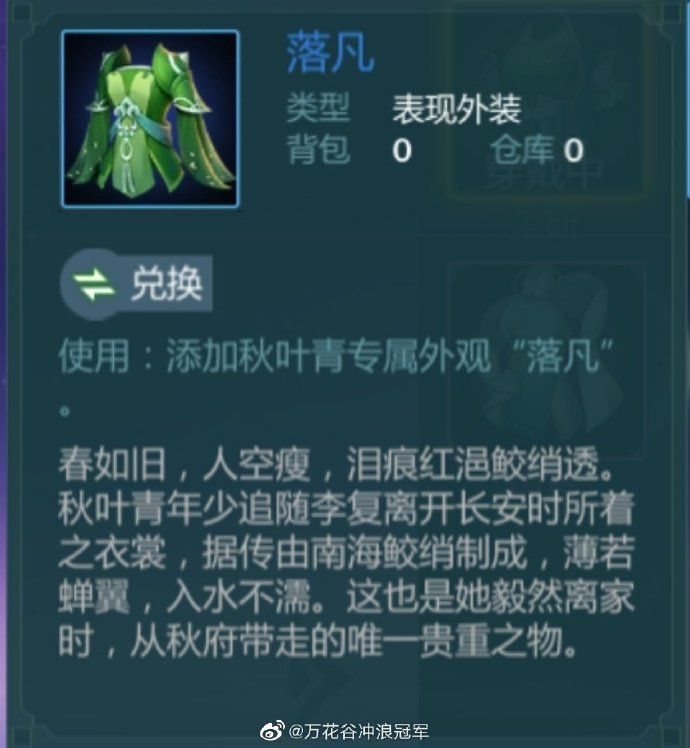 落凡
类型 表现外装
背包 0 仓库 0
兑换
使用：添加秋叶青专属外观“落凡”
。
春如旧，人空瘦，泪痕红浥鲛绡透。
秋叶青年少追随李复离开长安时所着
之衣裳，据传由南海鲛绡制成，薄若
蝉翼，入水不濡。这也是她毅然离家
时，从秋府带走的唯一贵重之物。
@万花谷冲浪冠军